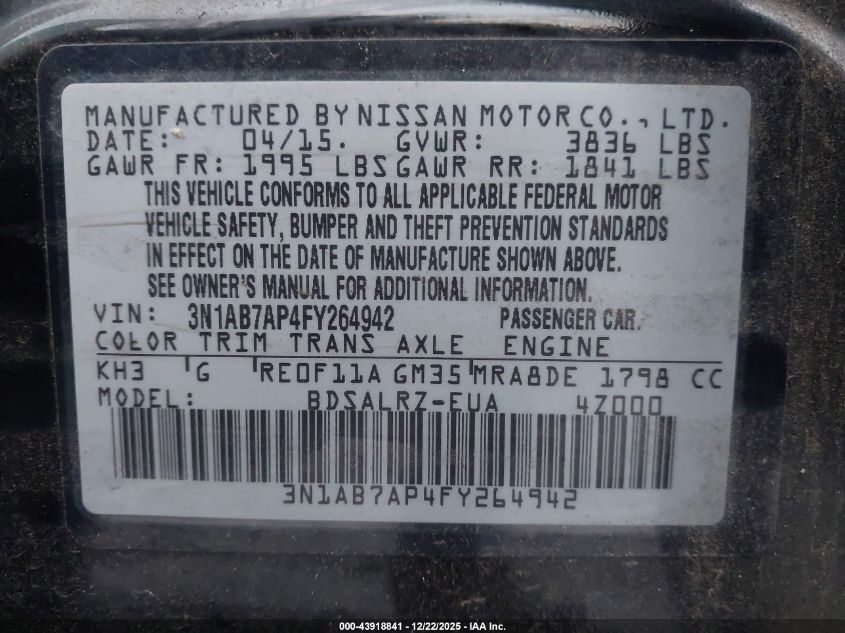 MANUFACTURED BY NISSAN MOTOR CO., LTD.
DATE: 04/15. GVWR: 3836 LBS
GAWR FR: 1995 LBS GAWR RR: 1841 LBS
THIS VEHICLE CONFORMS TO ALL APPLICABLE FEDERAL MOTOR
VEHICLE SAFETY, BUMPER AND THEFT PREVENTION STANDARDS
IN EFFECT ON THE DATE OF MANUFACTURE SHOWN ABOVE.
SEE OWNER'S MANUAL FOR ADDITIONAL INFORMATION.
VIN: 3N1AB7AP4FY264942 PASSENGER CAR.
COLOR TRIM TRANS AXLE ENGINE
KH3 G RE0F11A GM35 MRA8DE 1798 CC
MODEL: BDSALRZ-EUA 4Z000
3N1AB7AP4FY264942
000-43918841 - 12/22/2025 - IAA Inc.